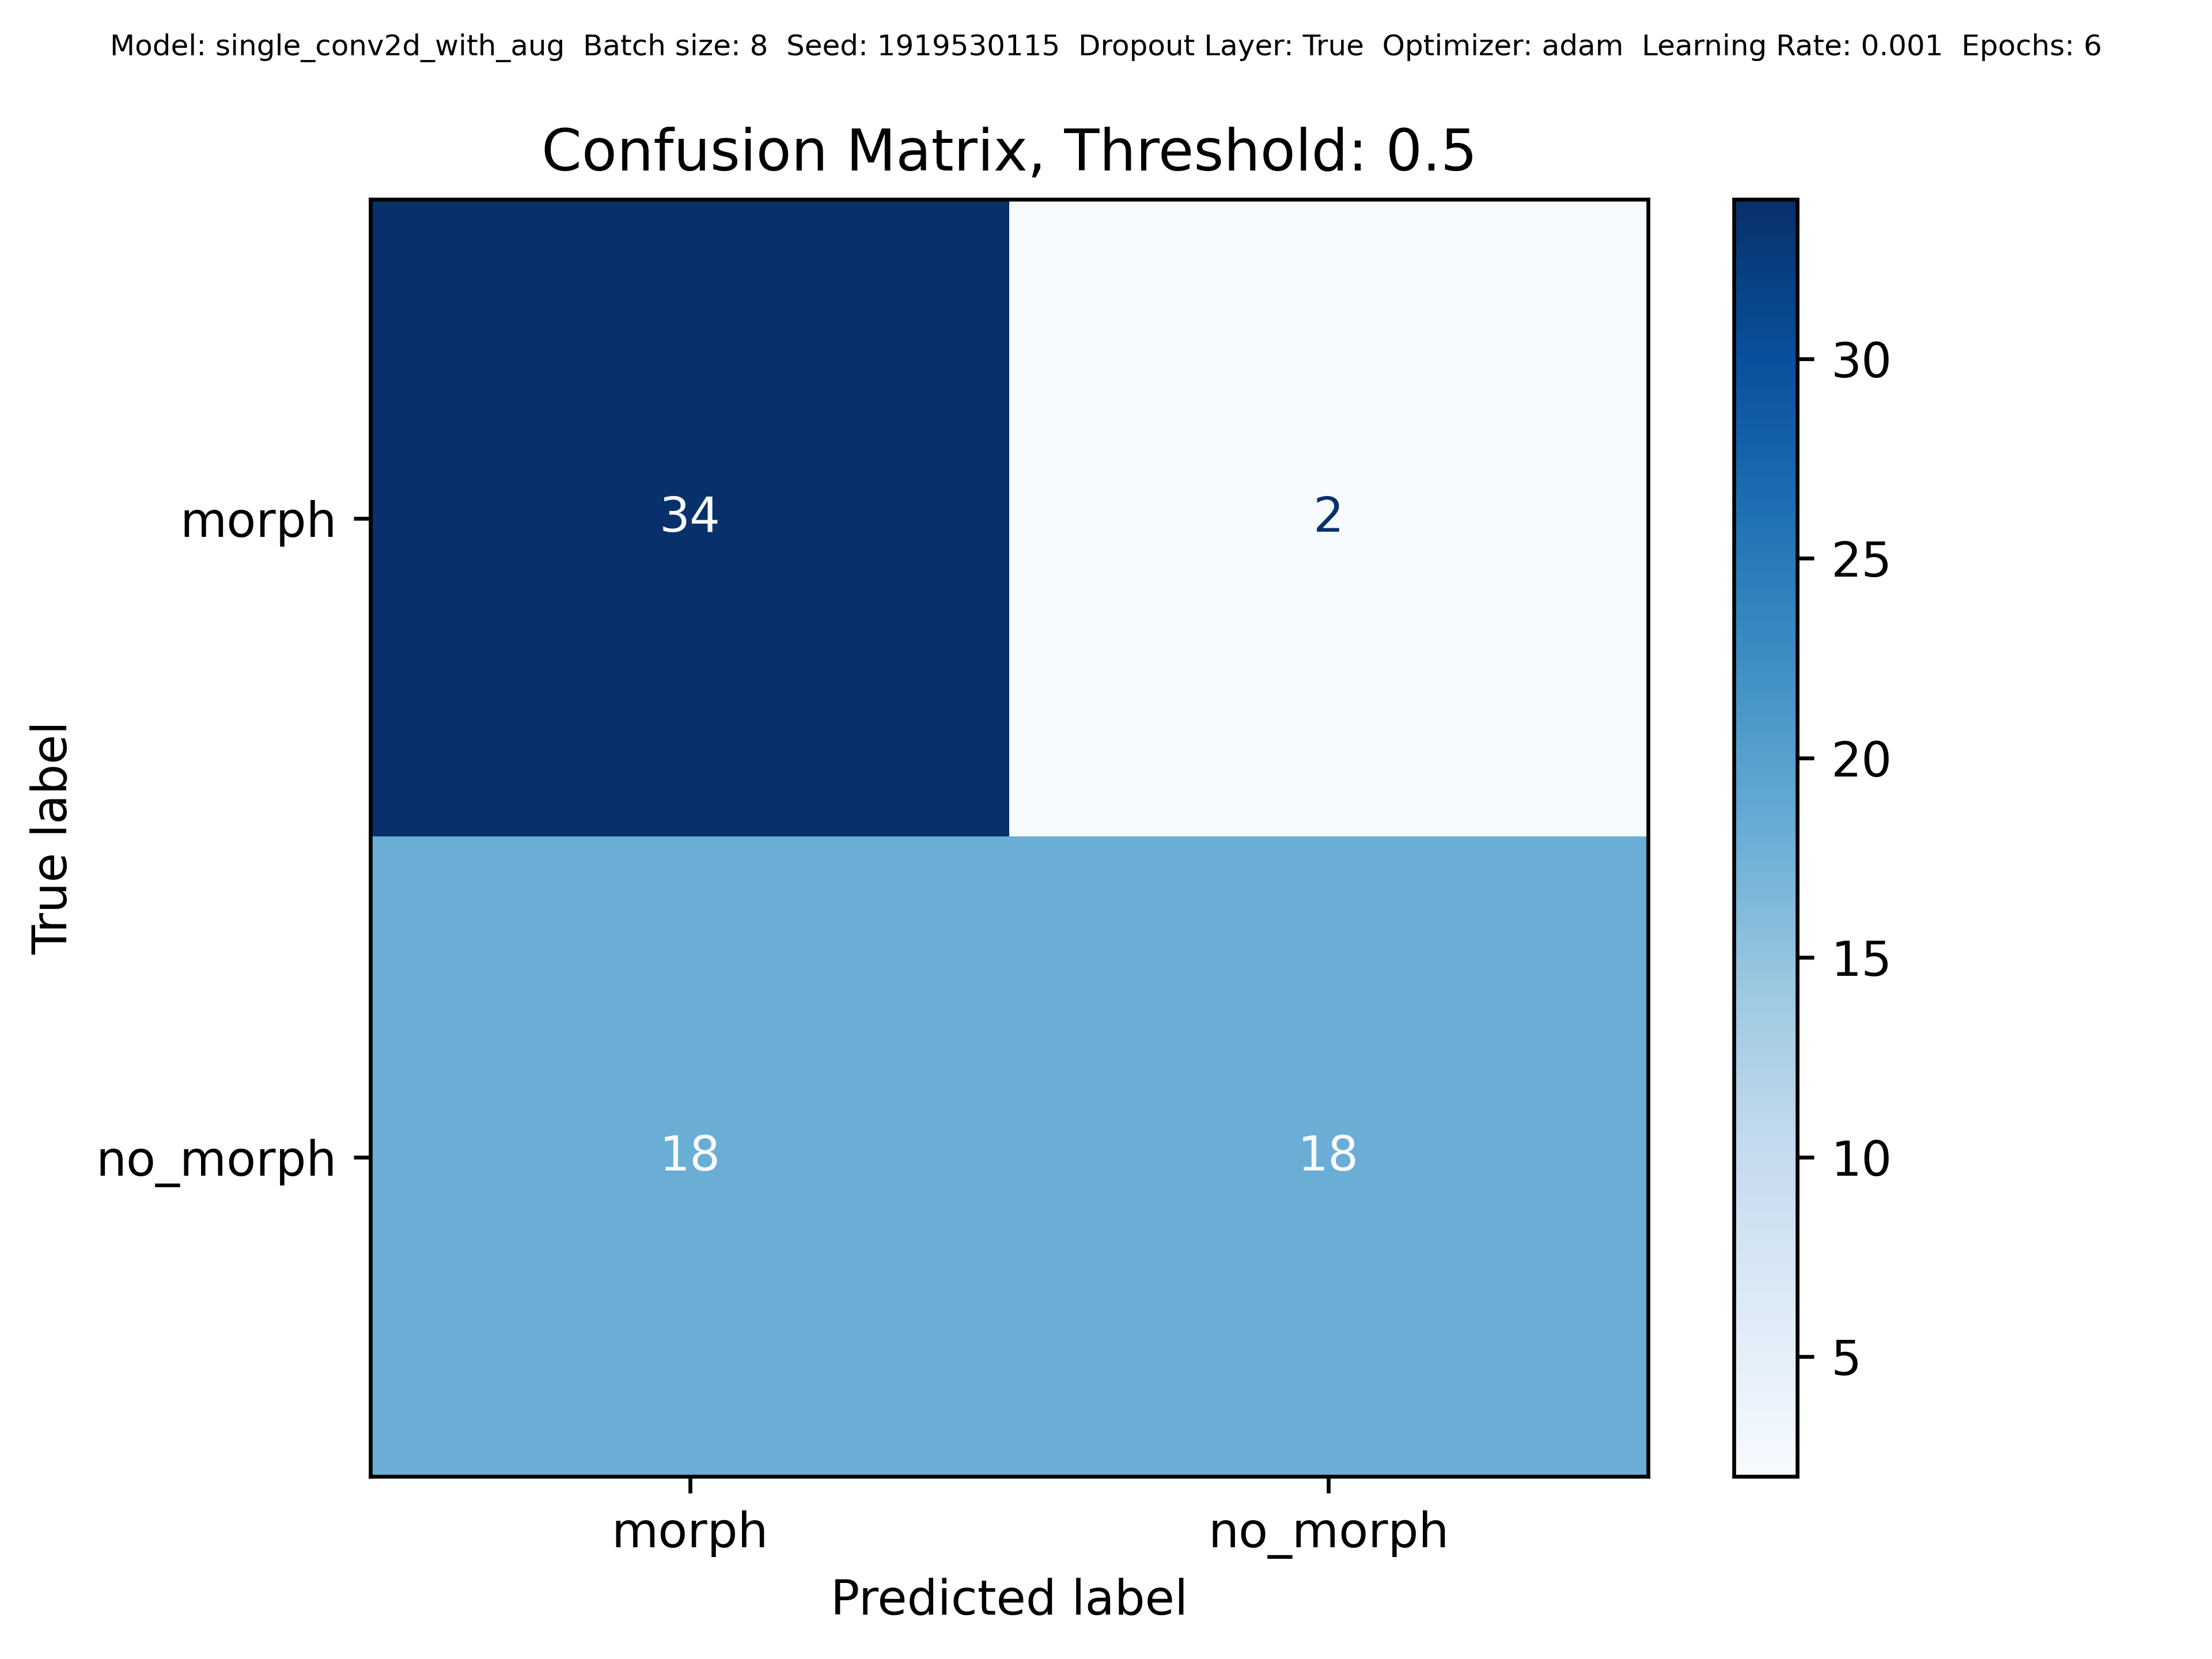 Model: single_conv2d_with_aug  Batch size: 8  Seed: 1919530115  Dropout Layer: True  Optimizer: adam  Learning Rate: 0.001  Epochs: 6
Confusion Matrix, Threshold: 0.5
True label
morph
34
2
no_morph
18
18
morph
no_morph
Predicted label
30
25
20
15
10
5